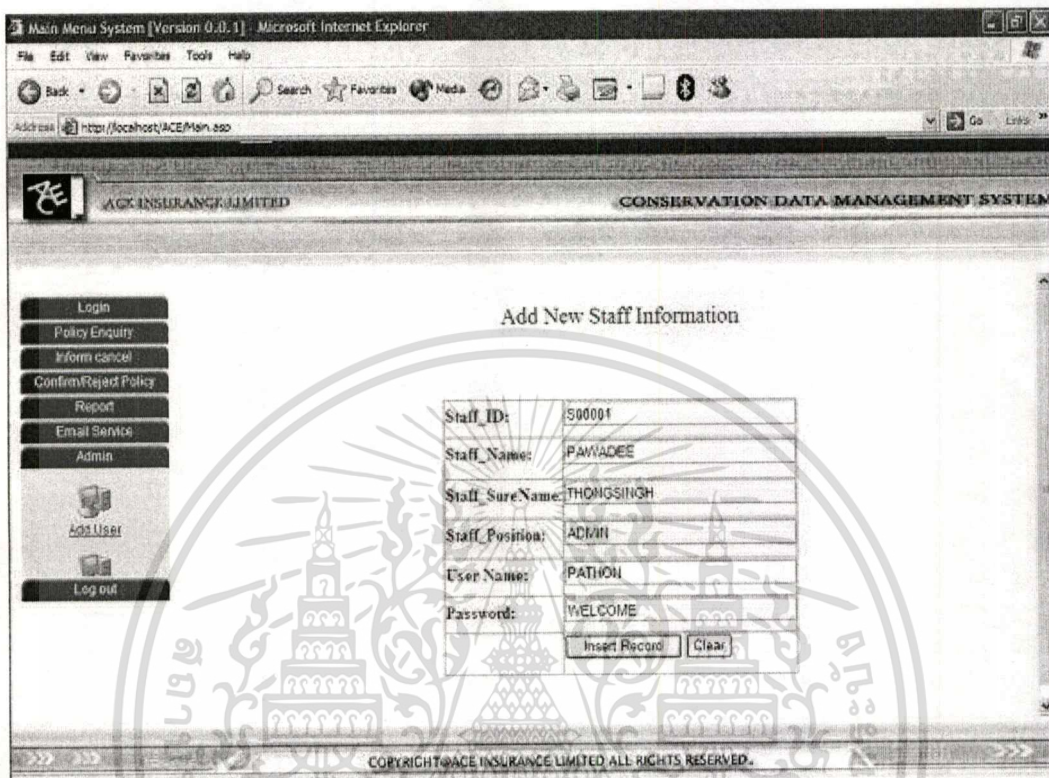 Main Menu System [Version 0.0.1] - Microsoft Internet Explorer
File Edit View Favorites Tools Help
Back Search Favorites Media
Address http://localhost/ACE/Main.asp Go Links »
ACE
ACE INSURANCE LIMITED CONSERVATION DATA MANAGEMENT SYSTEM
Login
Policy Enquiry
Inform cancel
Confirm/Reject Policy
Report
Email Service
Admin
Add User
Log out
Add New Staff Information
Staff_ID: S00001
Staff_Name: PAWADEE
Staff_SureName: THONGSINGH
Staff_Position: ADMIN
User Name: PATHON
Password: WELCOME
Insert Record Clear
COPYRIGHT@ACE INSURANCE LIMITED ALL RIGHTS RESERVED.